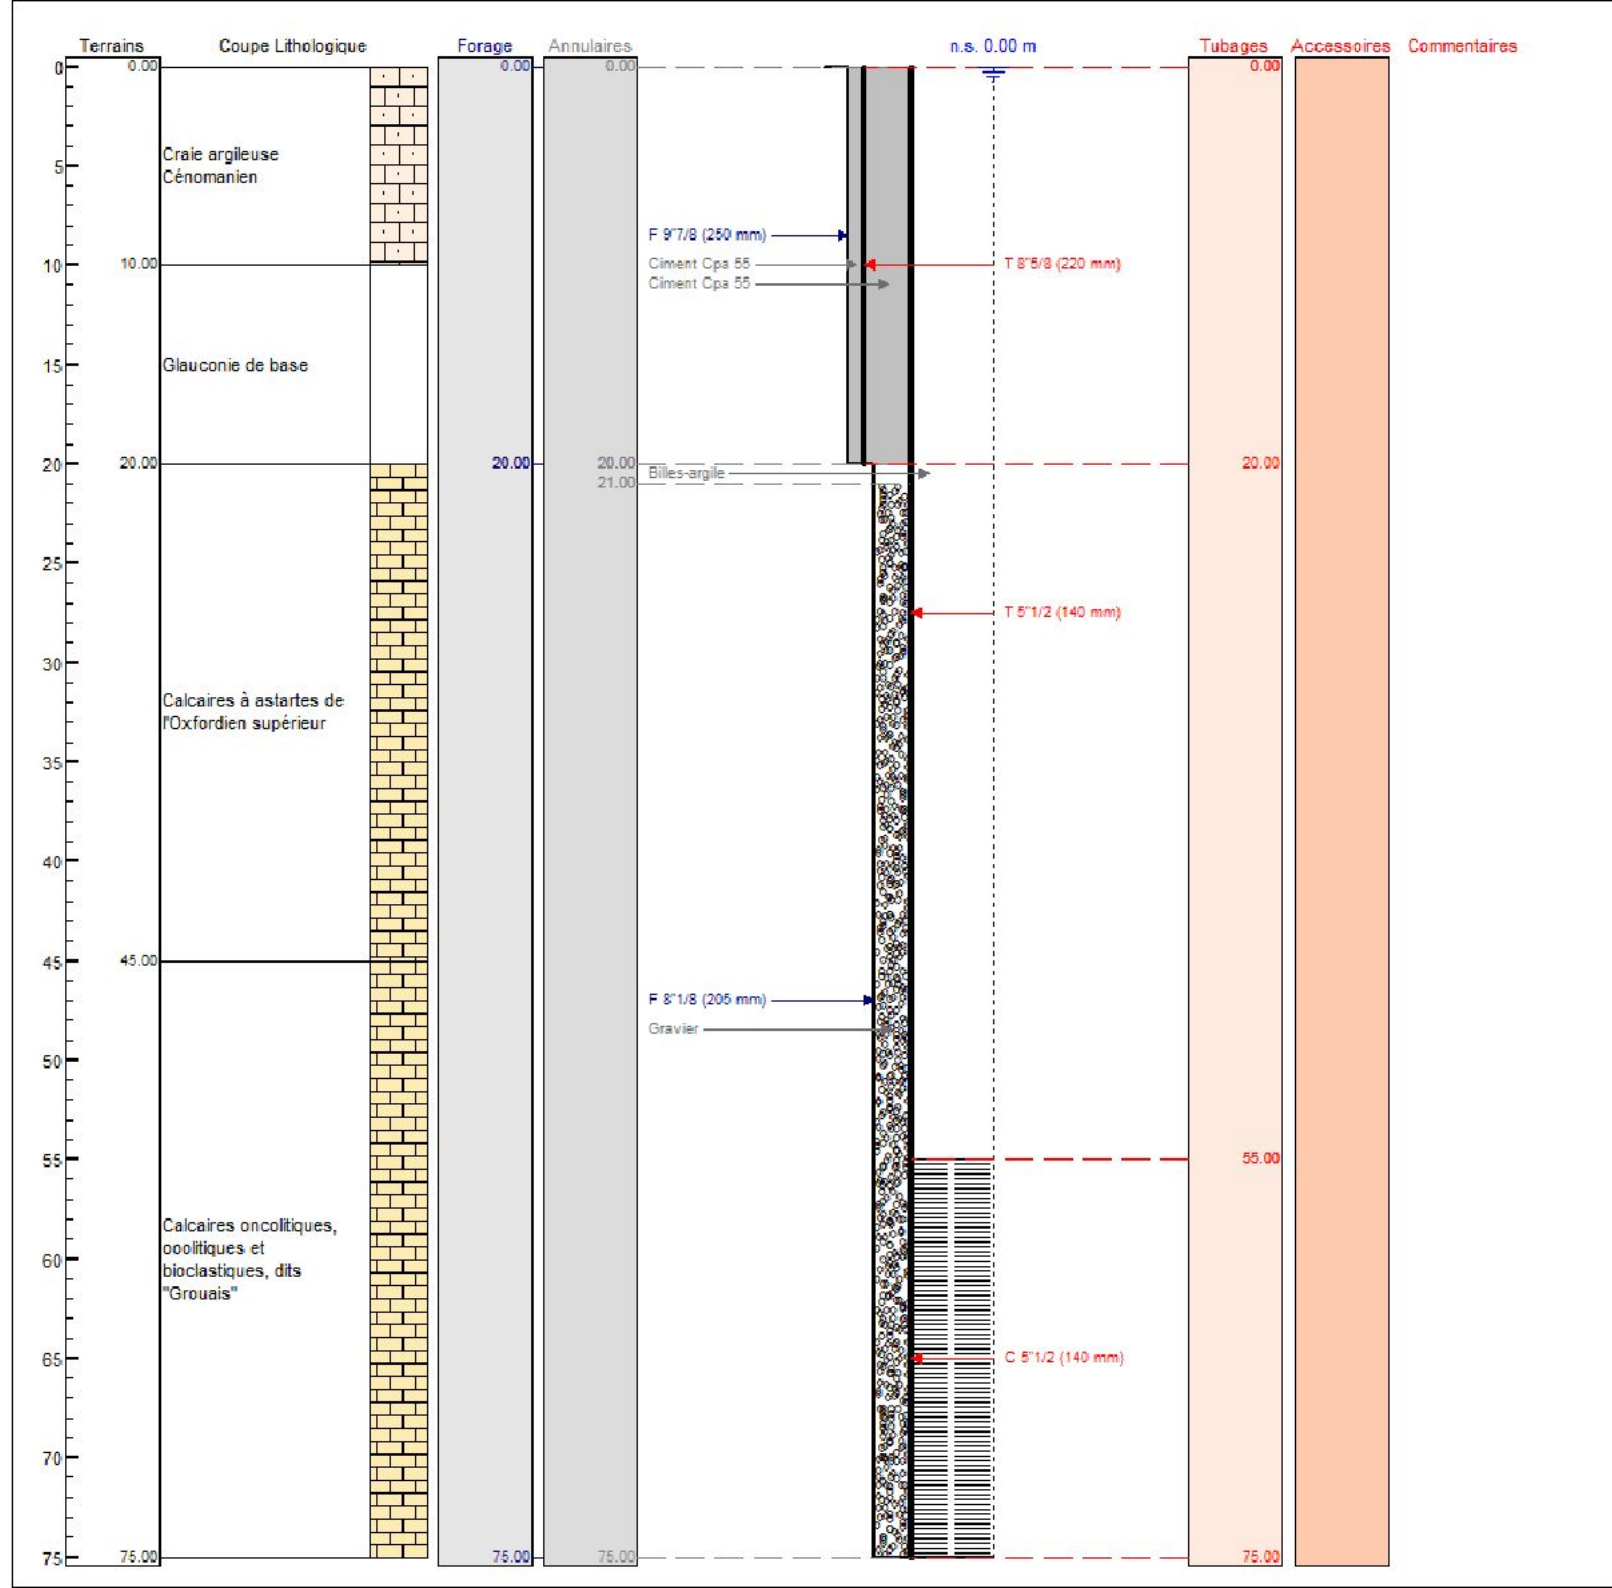 Terrains Coupe Lithologique Forage Annulaires n.s. 0.00 m Tubages Accessoires Commentaires
0 0.00 0.00 0.00 0.00
Craie argileuse
5
Cénomanien
F 9"7/8 (250 mm)
10 10.00 Ciment Cpa 55 T 8"5/8 (220 mm)
Ciment Cpa 55
15 Glauconie de base
20 20.00 20.00 20.00 20.00
Billes-argile
21.00
25
T 5"1/2 (140 mm)
30
Calcaires à astartes de
l'Oxfordien supérieur
35
40
45 45.00
F 8"1/8 (205 mm)
Gravier
50
55 55.00
Calcaires oncolitiques,
oolitiques et
60
bioclastiques, dits
"Grouais"
65 C 5"1/2 (140 mm)
70
75 75.00 75.00 75.00 75.00